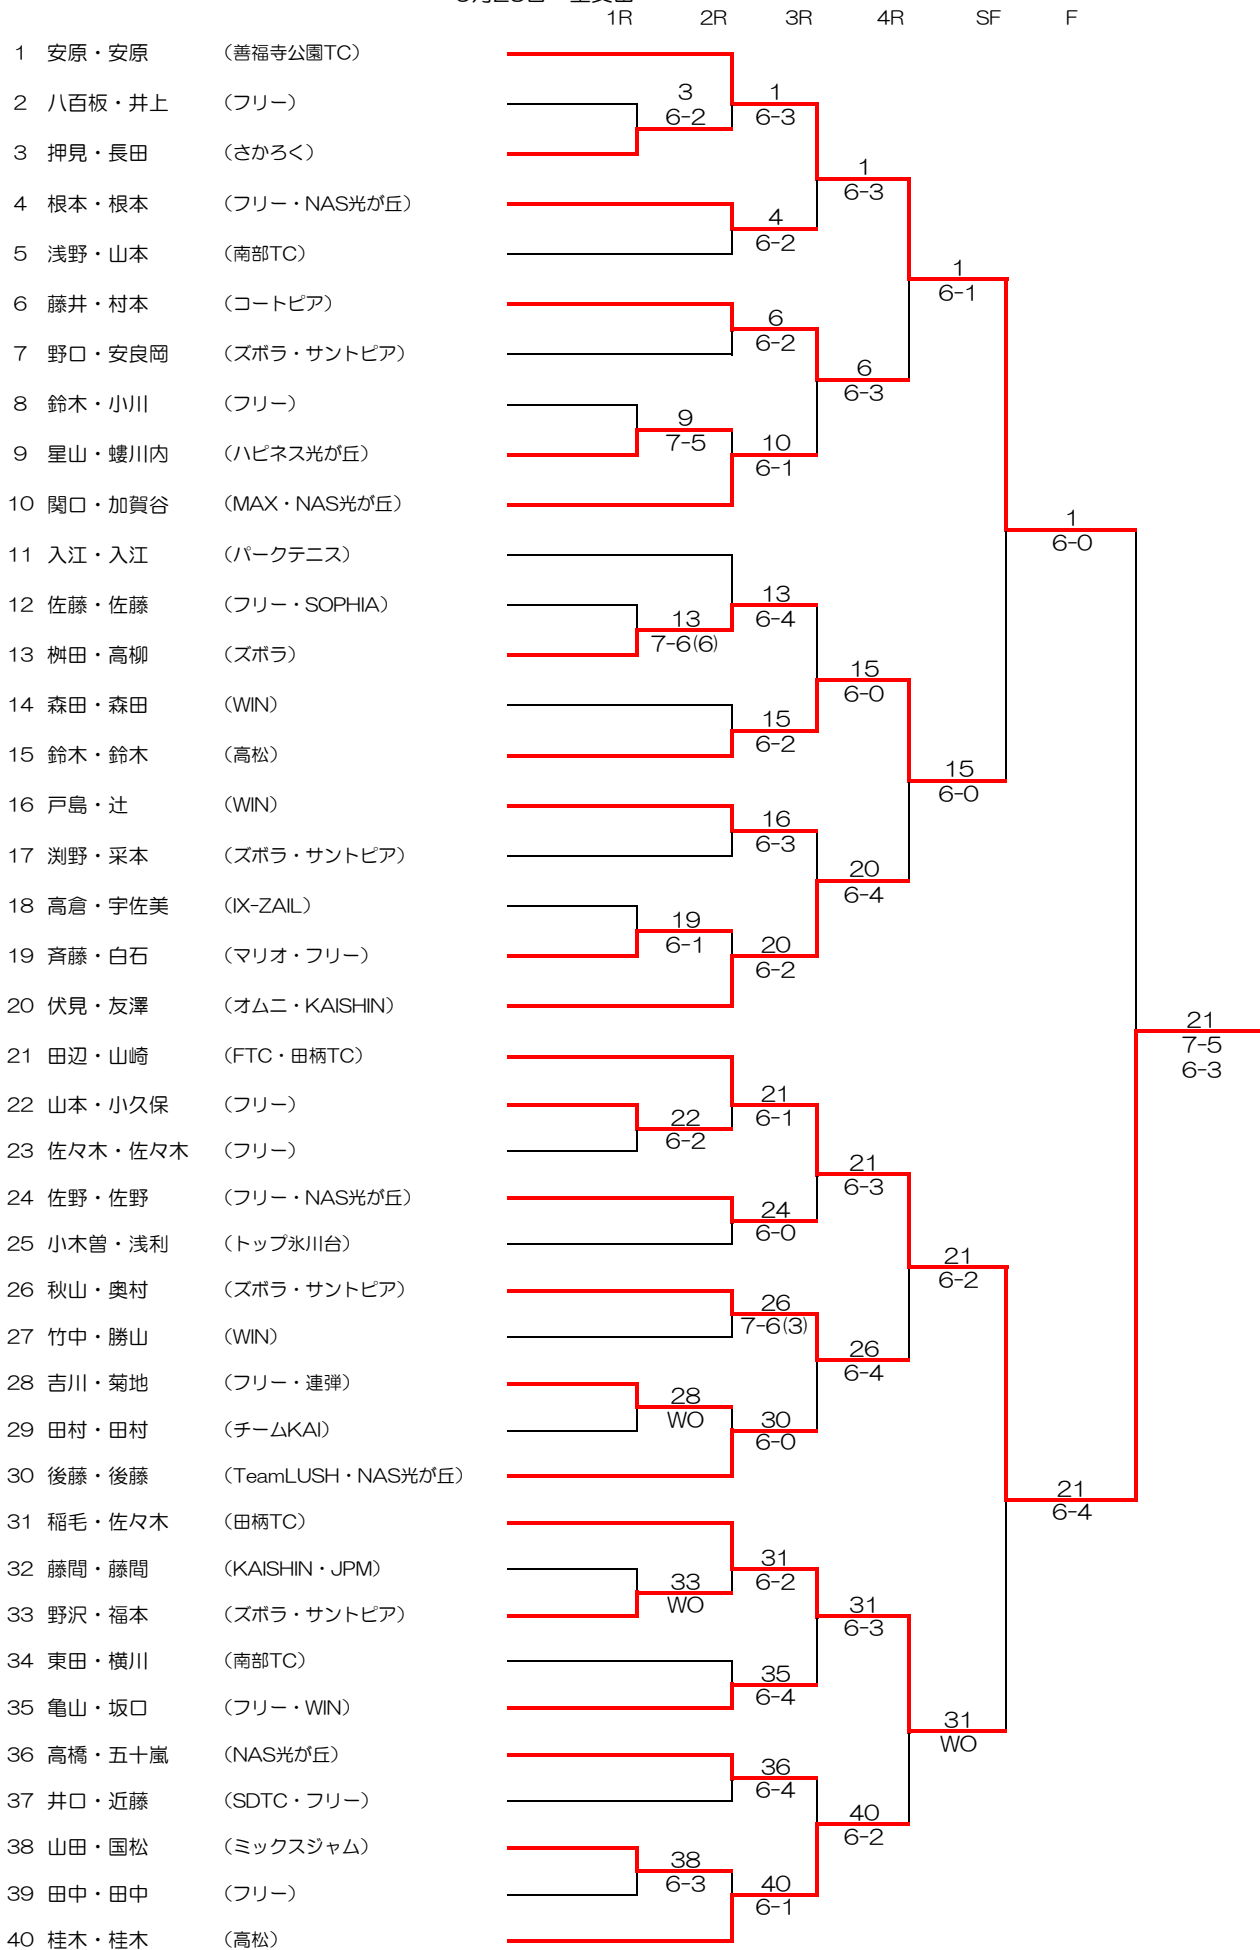 1R 2R 3R 4R SF F
1 安原・安原 （善福寺公園TC）
2 八百板・井上 （フリー） 3 1
6-2 6-3
3 押見・長田 （さかろく）
1
6-3
4 根本・根本 （フリー・NAS光が丘）
4
6-2
5 浅野・山本 （南部TC）
1
6-1
6 藤井・村本 （コートピア）
6
6-2
7 野口・安良岡 （ズボラ・サントピア）
6
6-3
8 鈴木・小川 （フリー）
9
7-5 10
9 星山・螻川内 （ハピネス光が丘） 6-1
10 関口・加賀谷 （MAX・NAS光が丘）
1
6-0
11 入江・入江 （パークテニス）
12 佐藤・佐藤 （フリー・SOPHIA） 13
13 6-4
7-6(6)
13 桝田・高柳 （ズボラ）
15
6-0
14 森田・森田 （WIN）
15
6-2
15 鈴木・鈴木 （高松）
15
6-0
16 戸島・辻 （WIN）
16
6-3
17 渕野・采本 （ズボラ・サントピア）
20
6-4
18 高倉・宇佐美 （IX-ZAIL）
19
6-1 20
19 斉藤・白石 （マリオ・フリー） 6-2
20 伏見・友澤 （オムニ・KAISHIN）
21
7-5
6-3
21 田辺・山崎 （FTC・田柄TC）
22 山本・小久保 （フリー） 21
22 6-1
6-2
23 佐々木・佐々木 （フリー）
21
6-3
24 佐野・佐野 （フリー・NAS光が丘）
24
6-0
25 小木曽・浅利 （トップ氷川台）
21
6-2
26 秋山・奥村 （ズボラ・サントピア）
26
7-6(3)
27 竹中・勝山 （WIN）
26
6-4
28 吉川・菊地 （フリー・連弾）
28
WO 30
29 田村・田村 （チームKAI） 6-0
30 後藤・後藤 （TeamLUSH・NAS光が丘）
21
6-4
31 稲毛・佐々木 （田柄TC）
32 藤間・藤間 （KAISHIN・JPM） 31
33 6-2
WO
33 野沢・福本 （ズボラ・サントピア）
31
6-3
34 東田・横川 （南部TC）
35
6-4
35 亀山・坂口 （フリー・WIN）
31
WO
36 高橋・五十嵐 （NAS光が丘）
36
6-4
37 井口・近藤 （SDTC・フリー）
40
6-2
38 山田・国松 （ミックスジャム）
38
6-3 40
39 田中・田中 （フリー） 6-1
40 桂木・桂木 （高松）